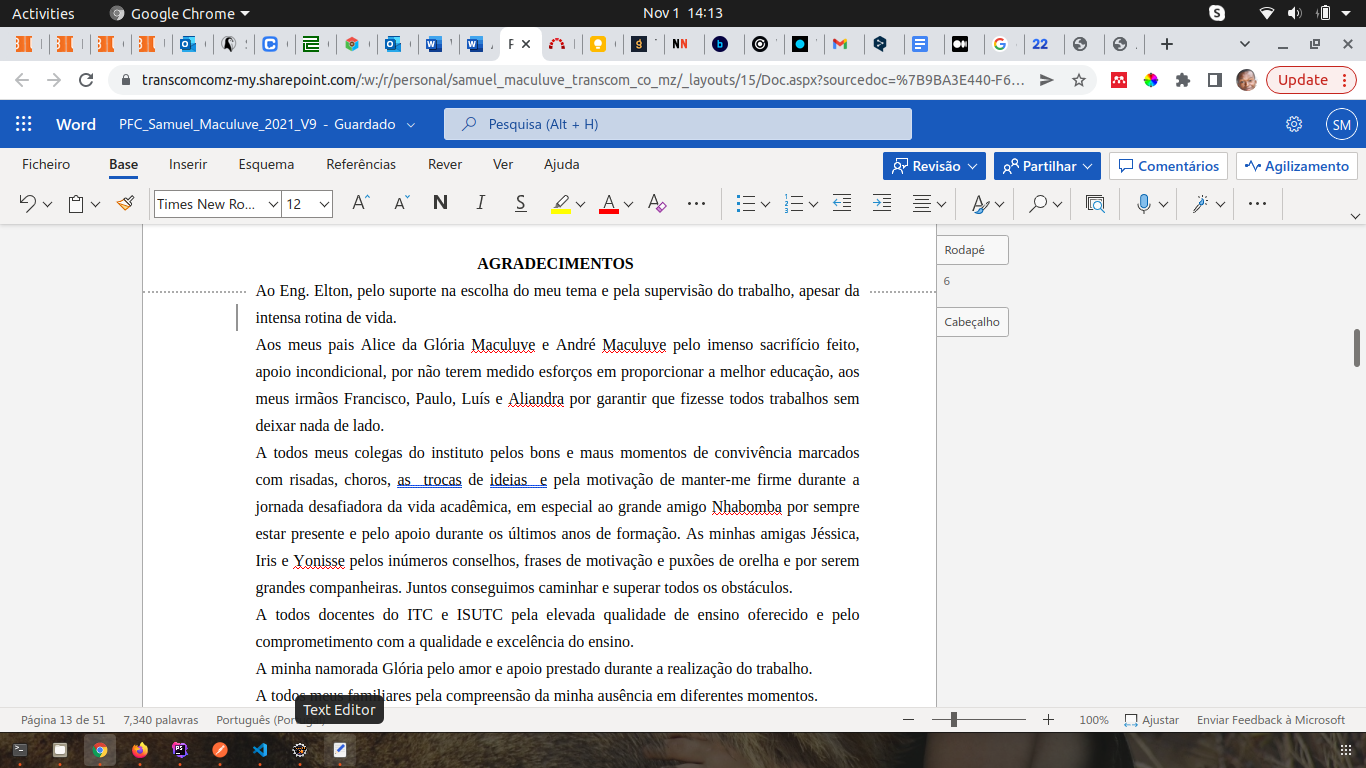 Activities
Google Chrome
Nov 1 14:13
22
transcomcomz-my.sharepoint.com/:w:/r/personal/samuel_maculuve_transcom_co_mz/_layouts/15/Doc.aspx?sourcedoc=%7B9BA3E440-F6...
Update
Word
PFC_Samuel_Maculuve_2021_V9 - Guardado
Pesquisa (Alt + H)
SM
Ficheiro Base Inserir Esquema Referências Rever Ver Ajuda
Revisão Partilhar Comentários Agilizamento
Times New Ro... 12 N I S
AGRADECIMENTOS
Ao Eng. Elton, pelo suporte na escolha do meu tema e pela supervisão do trabalho, apesar da
intensa rotina de vida.
Aos meus pais Alice da Glória Maculuve e André Maculuve pelo imenso sacrifício feito,
apoio incondicional, por não terem medido esforços em proporcionar a melhor educação, aos
meus irmãos Francisco, Paulo, Luís e Aliandra por garantir que fizesse todos trabalhos sem
deixar nada de lado.
A todos meus colegas do instituto pelos bons e maus momentos de convivência marcados
com risadas, choros, as trocas de ideias e pela motivação de manter-me firme durante a
jornada desafiadora da vida acadêmica, em especial ao grande amigo Nhabomba por sempre
estar presente e pelo apoio durante os últimos anos de formação. As minhas amigas Jéssica,
Iris e Yonisse pelos inúmeros conselhos, frases de motivação e puxões de orelha e por serem
grandes companheiras. Juntos conseguimos caminhar e superar todos os obstáculos.
A todos docentes do ITC e ISUTC pela elevada qualidade de ensino oferecido e pelo
comprometimento com a qualidade e excelência do ensino.
A minha namorada Glória pelo amor e apoio prestado durante a realização do trabalho.
A todos meus familiares pela compreensão da minha ausência em diferentes momentos.
Rodapé
6
Cabeçalho
Text Editor
Página 13 de 51
7,340 palavras
Português
100%
Ajustar
Enviar Feedback à Microsoft